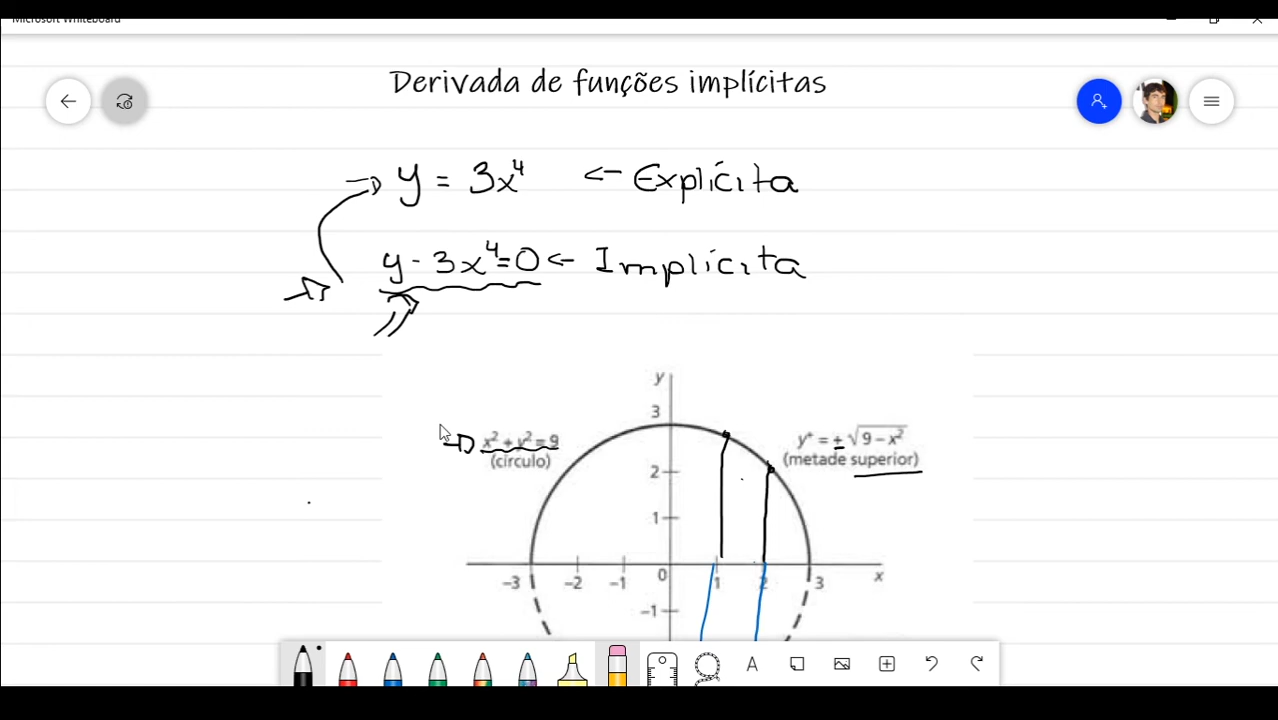 Microsoft Whiteboard
Derivada de funções implícitas
y = 3x⁴ ← Explícita
y - 3x⁴=0 ← Implícita
y
3
x² + y² = 9
(círculo)
y⁺ = + √9 – x²
(metade superior)
2
1
–3 –2 –1 0 1 2 3 x
–1
A